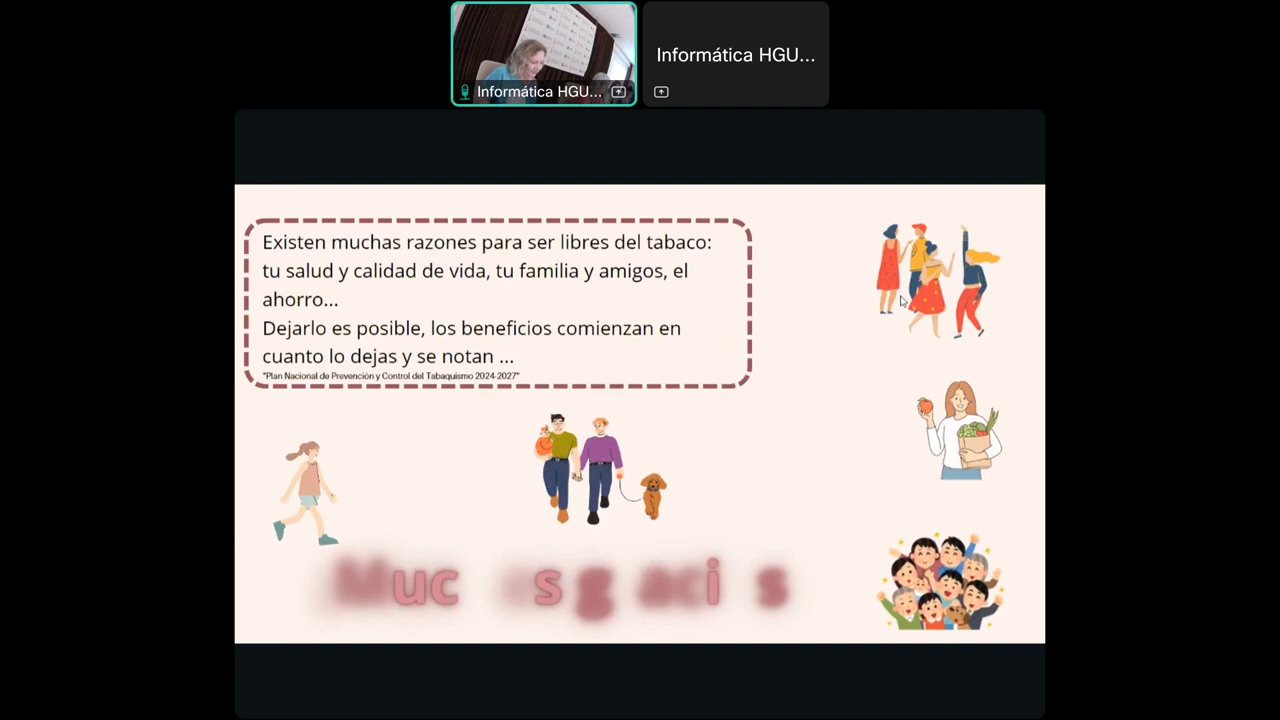 Informática HGU...
Informática HGU...
Existen muchas razones para ser libres del tabaco:
tu salud y calidad de vida, tu familia y amigos, el
ahorro...
Dejarlo es posible, los beneficios comienzan en
cuanto lo dejas y se notan ...
"Plan Nacional de Prevención y Control del Tabaquismo 2024-2027"
Muc s g aci s